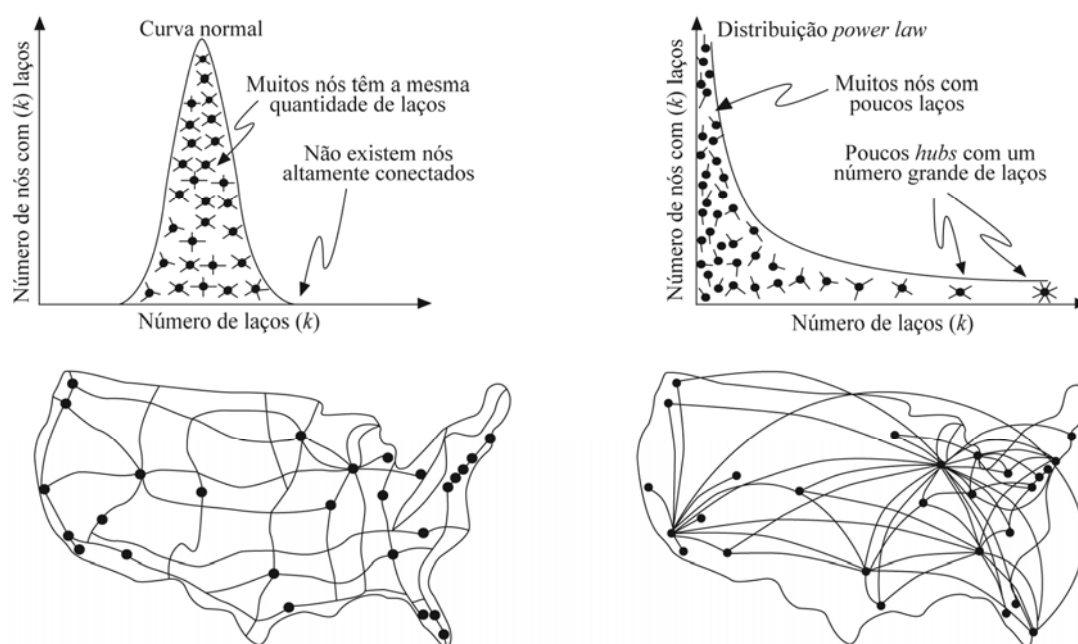 Curva normal
Muitos nós têm a mesma
quantidade de laços
Não existem nós
altamente conectados
Número de nós com (k) laços
Número de laços (k)
Distribuição power law
Muitos nós com
poucos laços
Poucos hubs com um
número grande de laços
Número de nós com (k) laços
Número de laços (k)